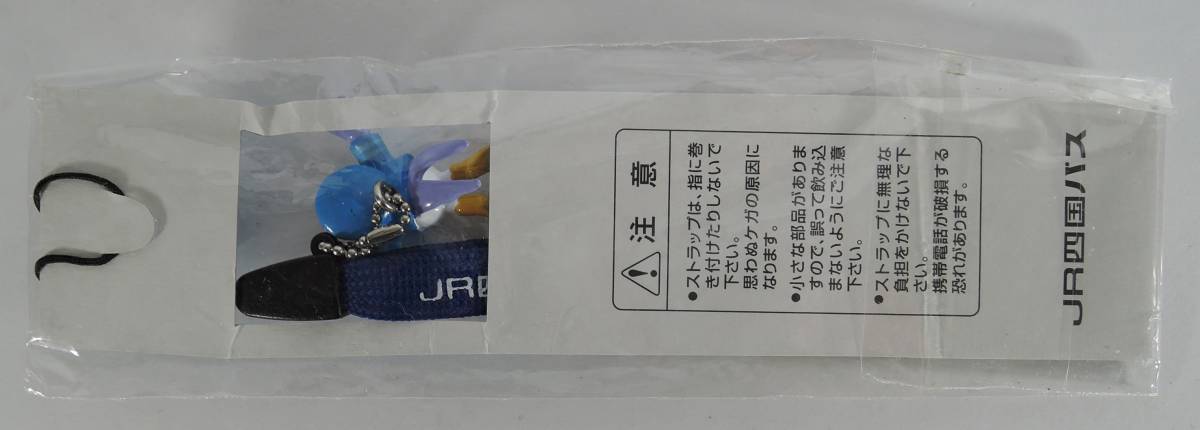 注 意
●ストラップは、指に巻
き付けたりしないで
下さい。
思わぬケガの原因に
なります。
●小さな部品がありま
すので、誤って飲み込
まないようにご注意
下さい。
●ストラップに無理な
負担をかけないで下
さい。
携帯電話が破損する
恐れがあります。
JR四国バス
JR